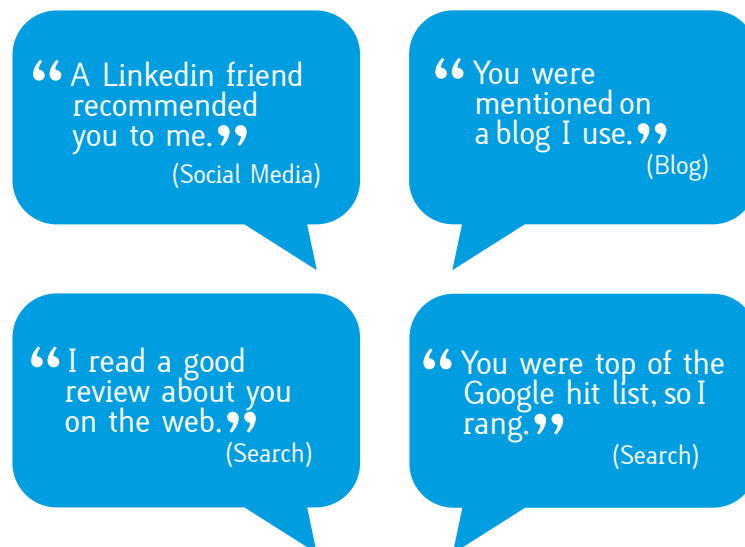 “A Linkedin friend
recommended
you to me.”
(Social Media)
“You were
mentioned on
a blog I use.”
(Blog)
“I read a good
review about you
on the web.”
(Search)
“You were top of the
Google hit list, so I
rang.”
(Search)